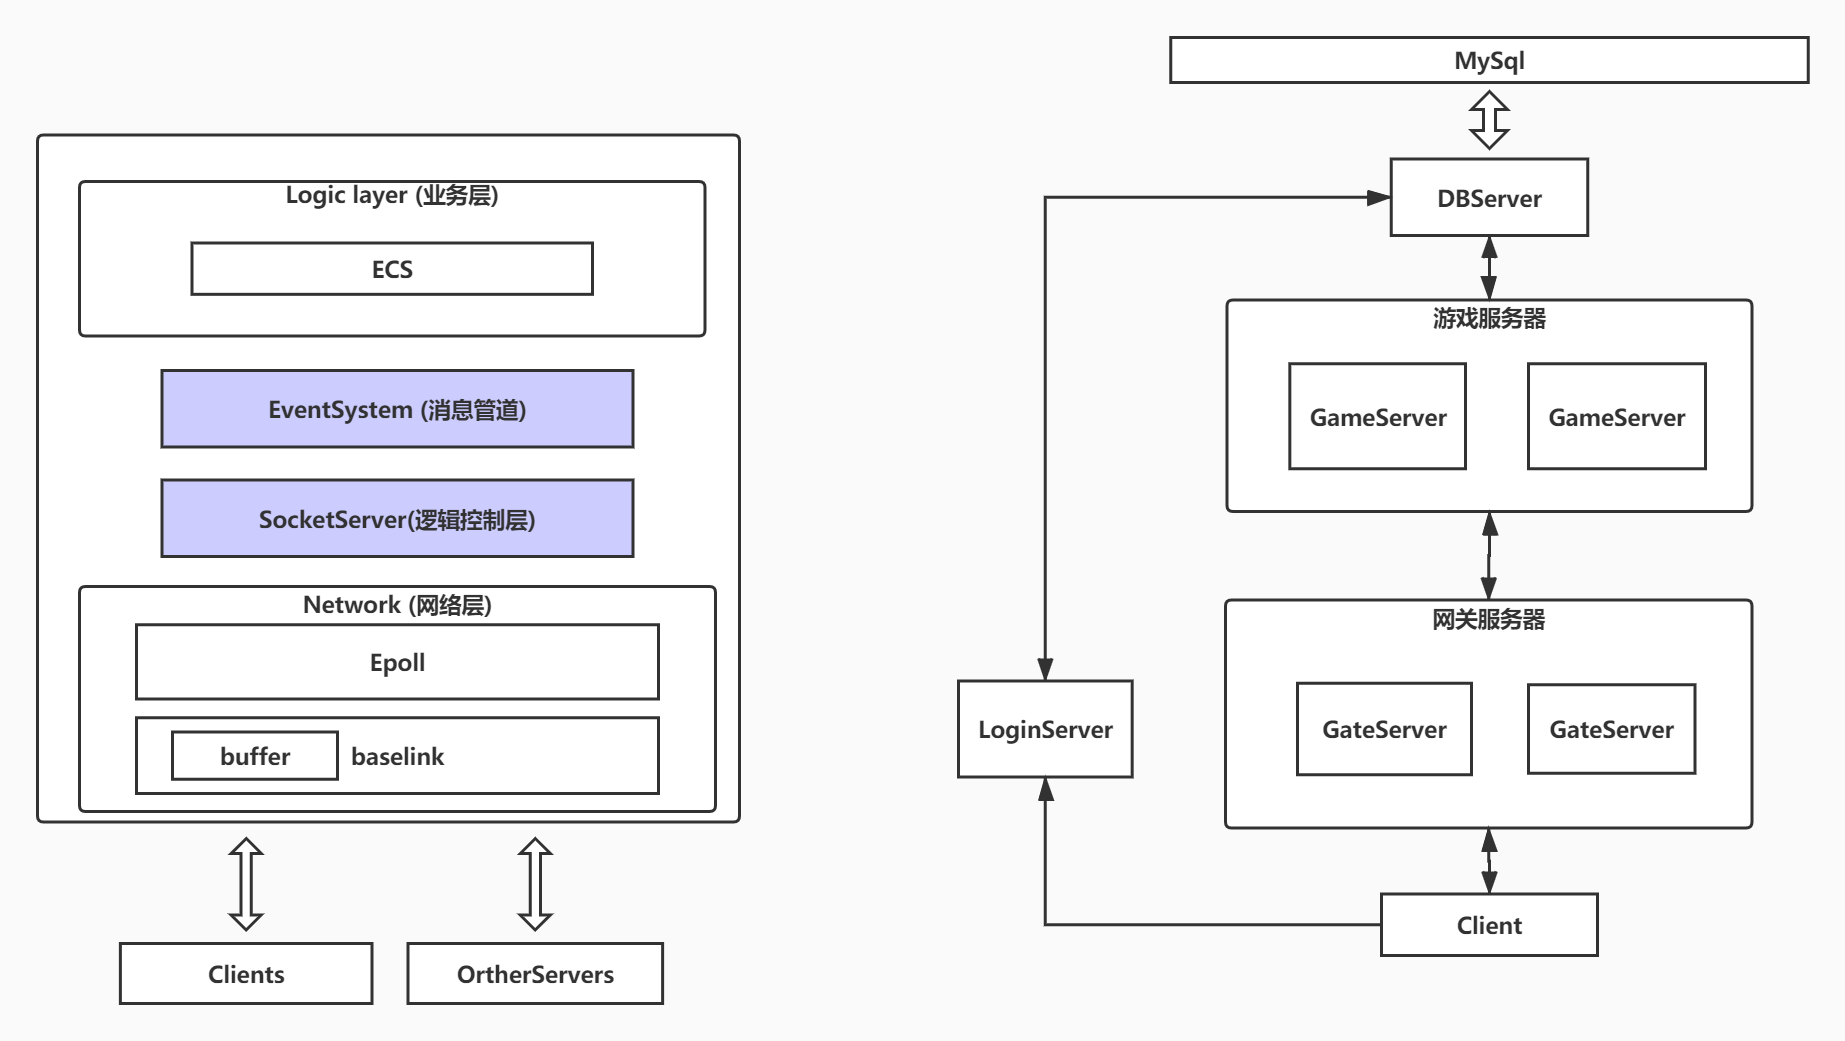 Logic layer (业务层)
ECS
EventSystem (消息管道)
SocketServer(逻辑控制层)
Network (网络层)
Epoll
buffer
baselink
Clients
OrtherServers
MySql
DBServer
游戏服务器
GameServer
GameServer
网关服务器
LoginServer
GateServer
GateServer
Client